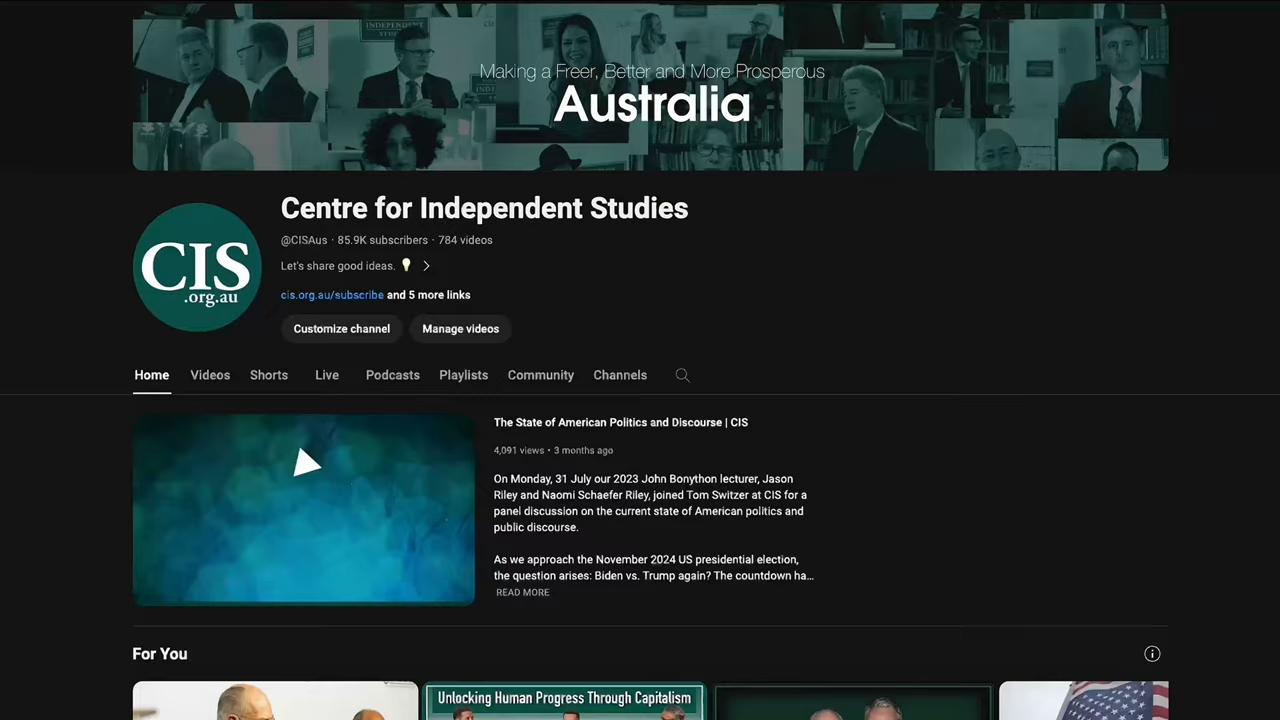 INDEPENDENT
Making a Freer, Better and More Prosperous
Australia
CIS
.org.au
Centre for Independent Studies
@CISAus · 85.9K subscribers · 784 videos
Let's share good ideas.
cis.org.au/subscribe and 5 more links
Customize channel
Manage videos
Home
Videos
Shorts
Live
Podcasts
Playlists
Community
Channels
The State of American Politics and Discourse | CIS
4,091 views • 3 months ago
On Monday, 31 July our 2023 John Bonython lecturer, Jason
Riley and Naomi Schaefer Riley, joined Tom Switzer at CIS for a
panel discussion on the current state of American politics and
public discourse.
As we approach the November 2024 US presidential election,
the question arises: Biden vs. Trump again? The countdown ha...
READ MORE
For You
Unlocking Human Progress Through Capitalism